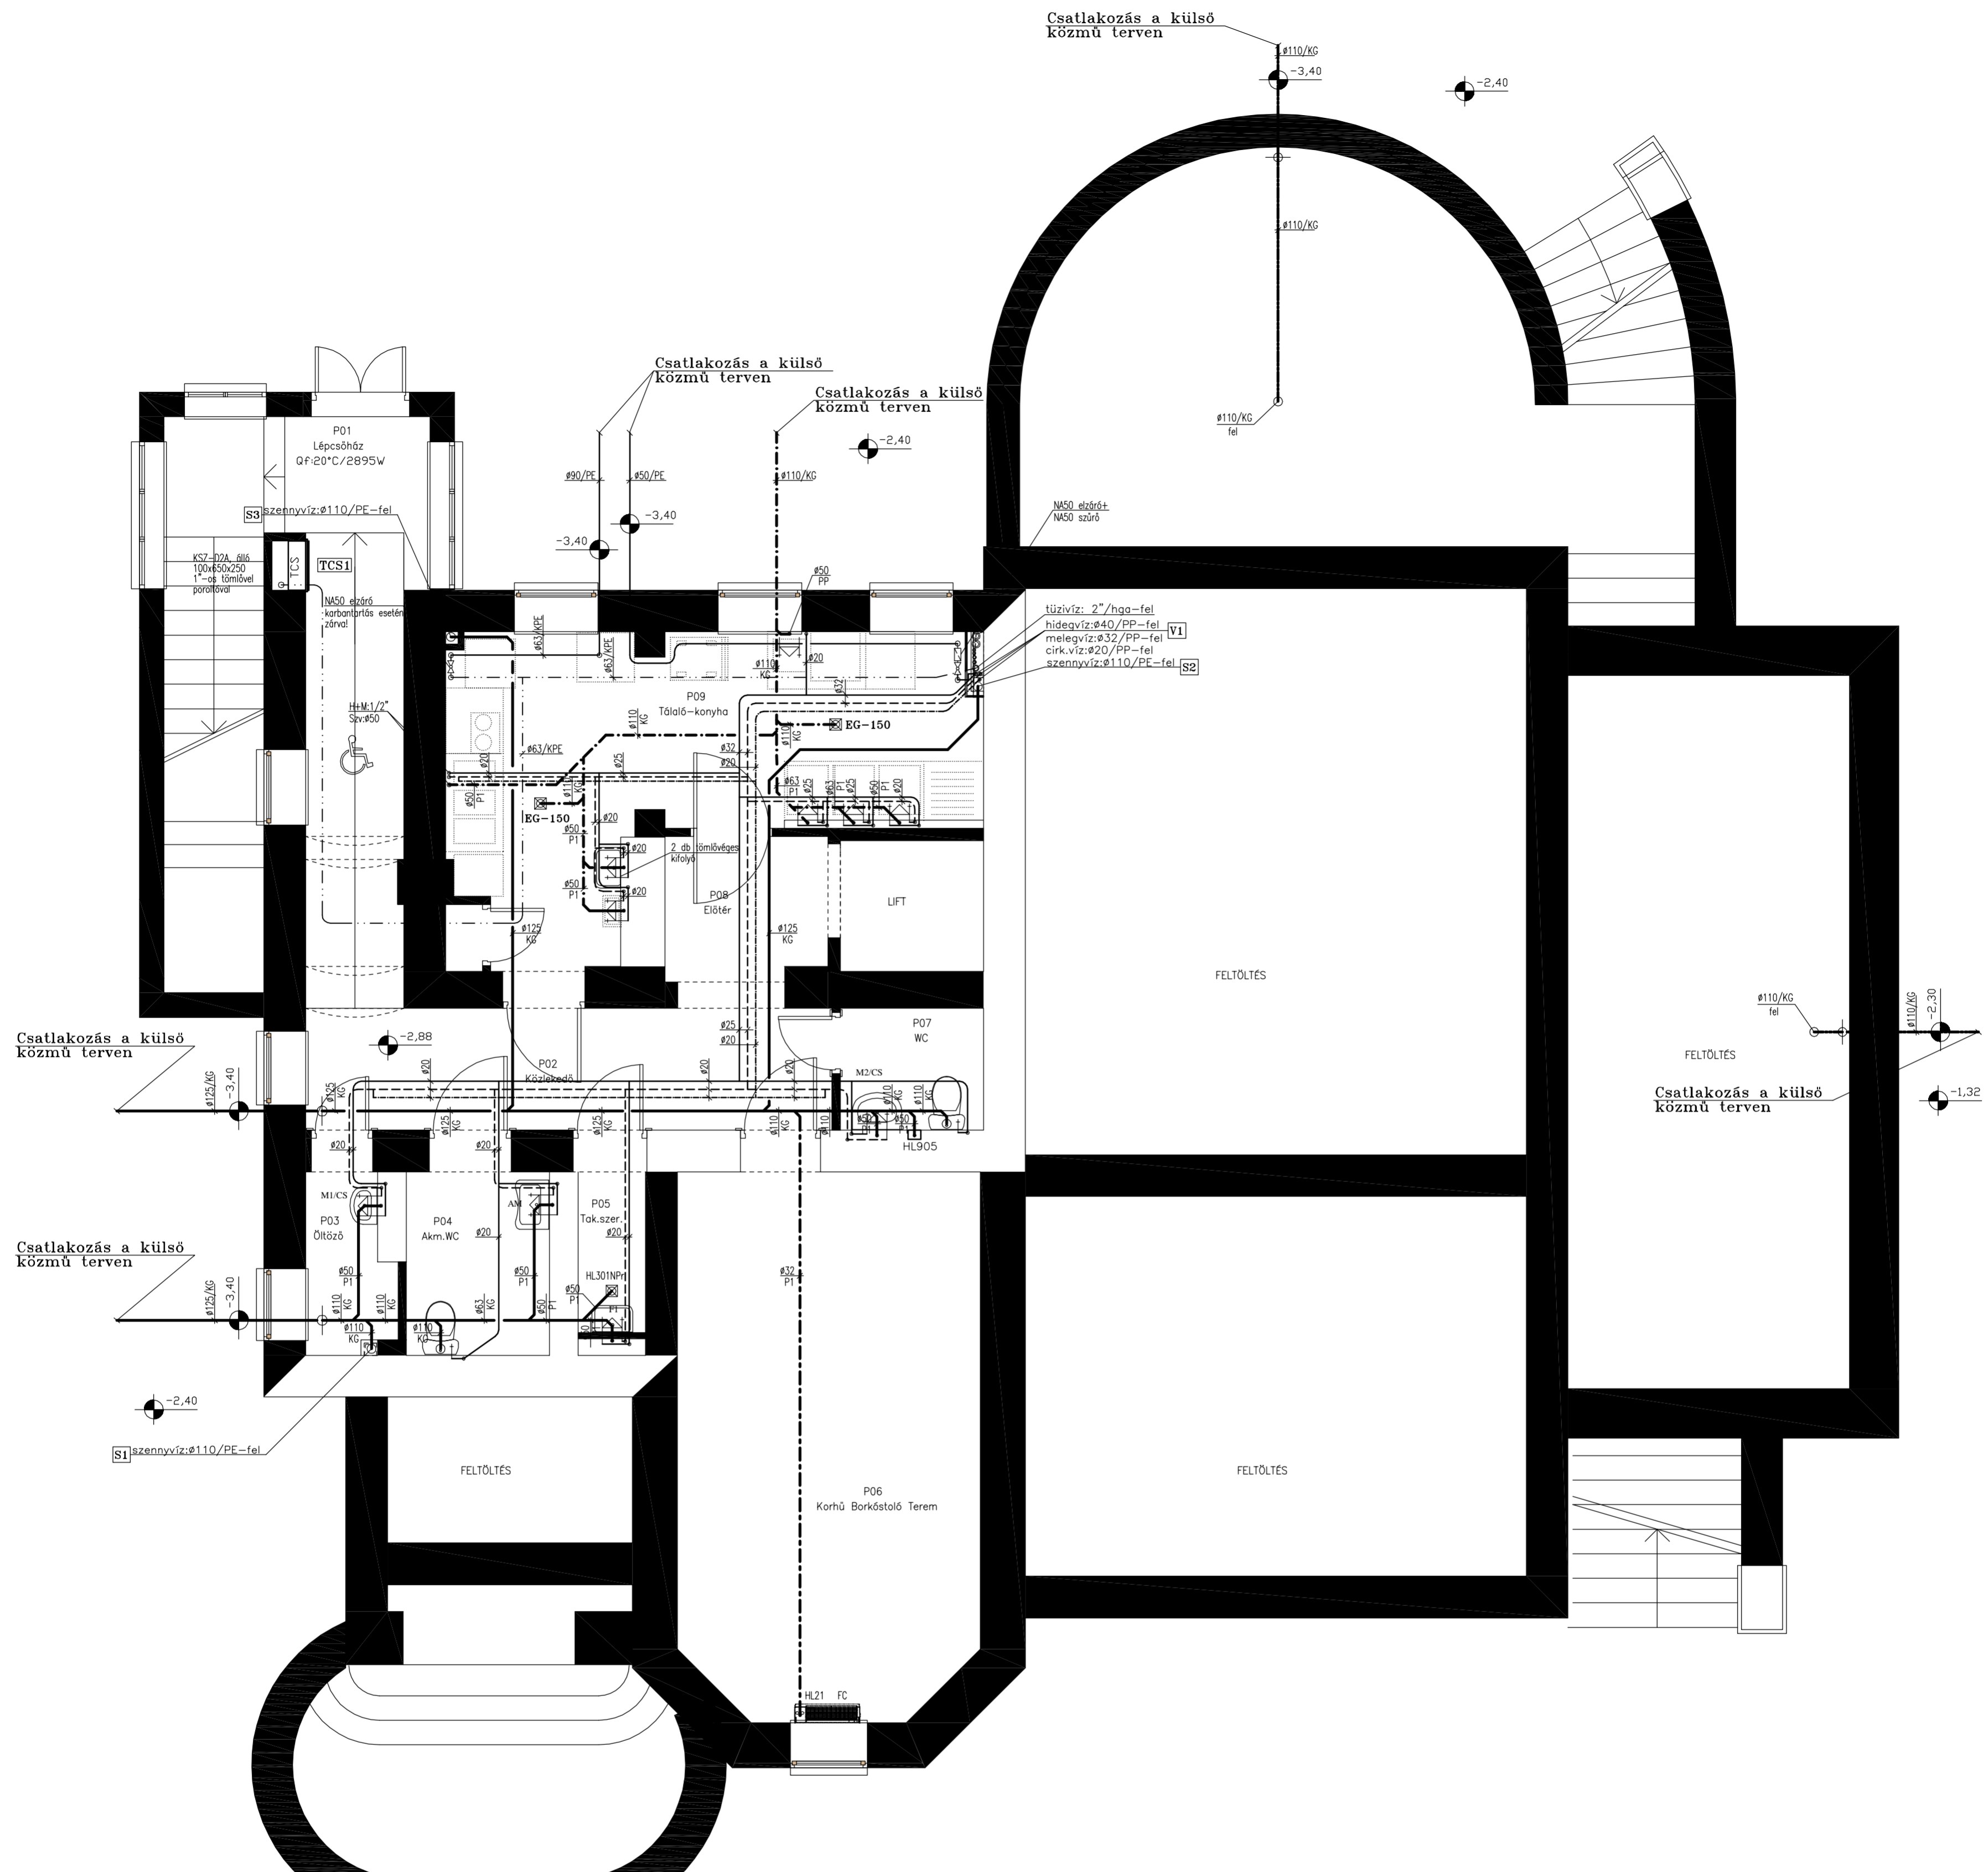 Csatlakozás a külső
közmű terven
ø110/KG
-3,40
-2,40
ø110/KG
ø110/KG
fel
Csatlakozás a külső
közmű terven
Csatlakozás a külső
közmű terven
-2,40
ø90/PE
ø50/PE
ø110/KG
-3,40
-3,40
P01
Lépcsőház
Qf:20°C/2895W
S3
szennyvíz:ø110/PE-fel
NA50 elzáró+
NA50 szűrő
KSZ-D2A, álló
100x650x250
1"-os tömlővel
poroltóval
: TCS
TCS1
NA50 elzáró
karbantartás esetén
zárva!
ø50
PP
tüzivíz: 2"/hga-fel
hidegvíz:ø40/PP-fel
V1
melegvíz:ø32/PP-fel
cirk.víz:ø20/PP-fel
szennyvíz:ø110/PE-fel
S2
ø63/KPE
ø63/KPE
ø110
KG
ø20
ø32
P09
Tálaló-konyha
H+M:1/2"
Szv:ø50
ø110
KG
ø110
KG
EG-150
ø63/KPE
ø32
ø20
ø20
ø25
ø50
P1
ø110
KG
ø63
P1
ø25
ø63
P1
ø25
ø50
P1
ø20
EG-150
ø50
P1
ø20
ø20
2 db tömlővéges
kifolyó
ø50
P1
ø20
P08
Előtér
LIFT
ø125
KG
ø125
KG
FELTÖLTÉS
ø110/KG
fel
ø110/KG
-2,30
FELTÖLTÉS
Csatlakozás a külső
közmű terven
-1,32
Csatlakozás a külső
közmű terven
-2,88
ø25
ø20
P07
WC
P02
Közlekedő
ø20
ø20
ø20
M2/CS
ø125/KG
-3,40
ø125
KG
ø125
KG
ø125
KG
ø110
KG
ø110
ø110
KG
ø110
KG
ø50
HL905
ø20
ø20
M1/CS
AM
P03
Öltöző
P04
Akm.WC
P05
Tak.szer.
ø20
ø20
Csatlakozás a külső
közmű terven
ø125/KG
-3,40
ø50
P1
ø50
P1
HL301NPr
ø50
P1
ø32
P1
ø110
KG
ø110
KG
ø63
KG
ø50
P1
ø110
KG
ø110
KG
-2,40
S1
szennyvíz:ø110/PE-fel
FELTÖLTÉS
P06
Korhű Borkóstoló Terem
FELTÖLTÉS
HL21
FC